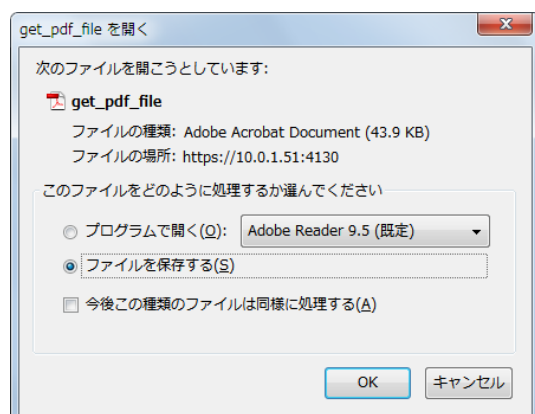 get_pdf_file を開く
次のファイルを開こうとしています:
get_pdf_file
ファイルの種類: Adobe Acrobat Document (43.9 KB)
ファイルの場所: https://10.0.1.51:4130
このファイルをどのように処理するか選んでください
プログラムで開く(O): Adobe Reader 9.5 (既定)
ファイルを保存する(S)
今後この種類のファイルは同様に処理する(A)
OK キャンセル